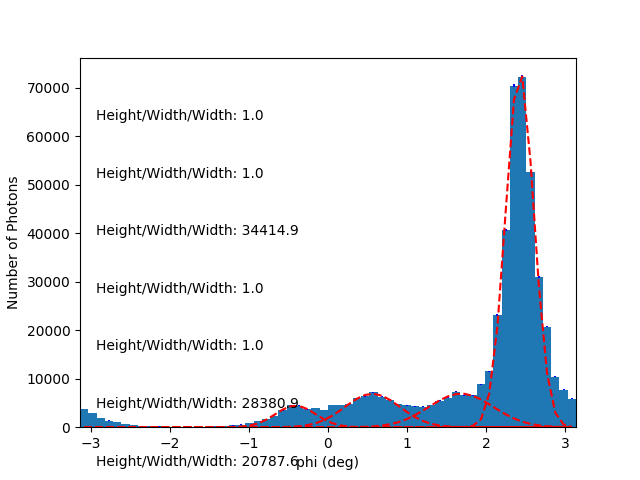 70000
60000
50000
40000
30000
20000
10000
0
Number of Photons
Height/Width/Width: 1.0
Height/Width/Width: 1.0
Height/Width/Width: 34414.9
Height/Width/Width: 1.0
Height/Width/Width: 1.0
Height/Width/Width: 28380.9
−3 −2 −1 0 1 2 3
Height/Width/Width: 20787.6
phi (deg)